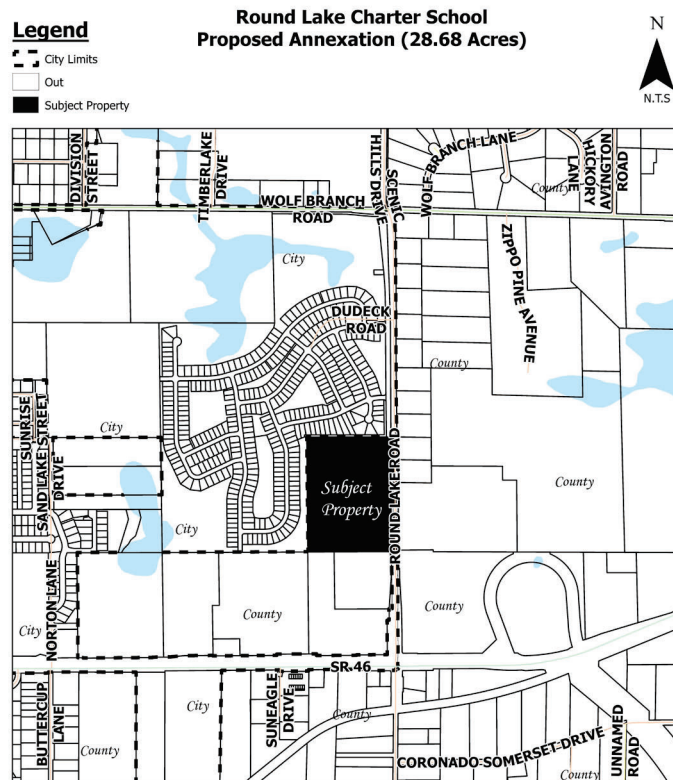 Round Lake Charter School
Proposed Annexation (28.68 Acres)
Legend
City Limits
Out
Subject Property
N
N.T.S
DIVISION
STREET
TIMBERLAKE
DRIVE
HILLS DRIVE
SCENIC
WOLF BRANCH LANE
HICKORY
LANE
AVINGTON
ROAD
County
WOLF BRANCH
ROAD
City
ZIPPO PINE AVENUE
DUDECK
ROAD
County
SUNRISE
SAND LAKE STREET
DRIVE
City
ROUND LAKE ROAD
Subject
Property
County
City
NORTON LANE
City
County
County
SR 46
BUTTERCUP
LANE
County
City
SUNEAGLE
DRIVE
County
CORONADO SOMERSET DRIVE
County
UNNAMED
ROAD